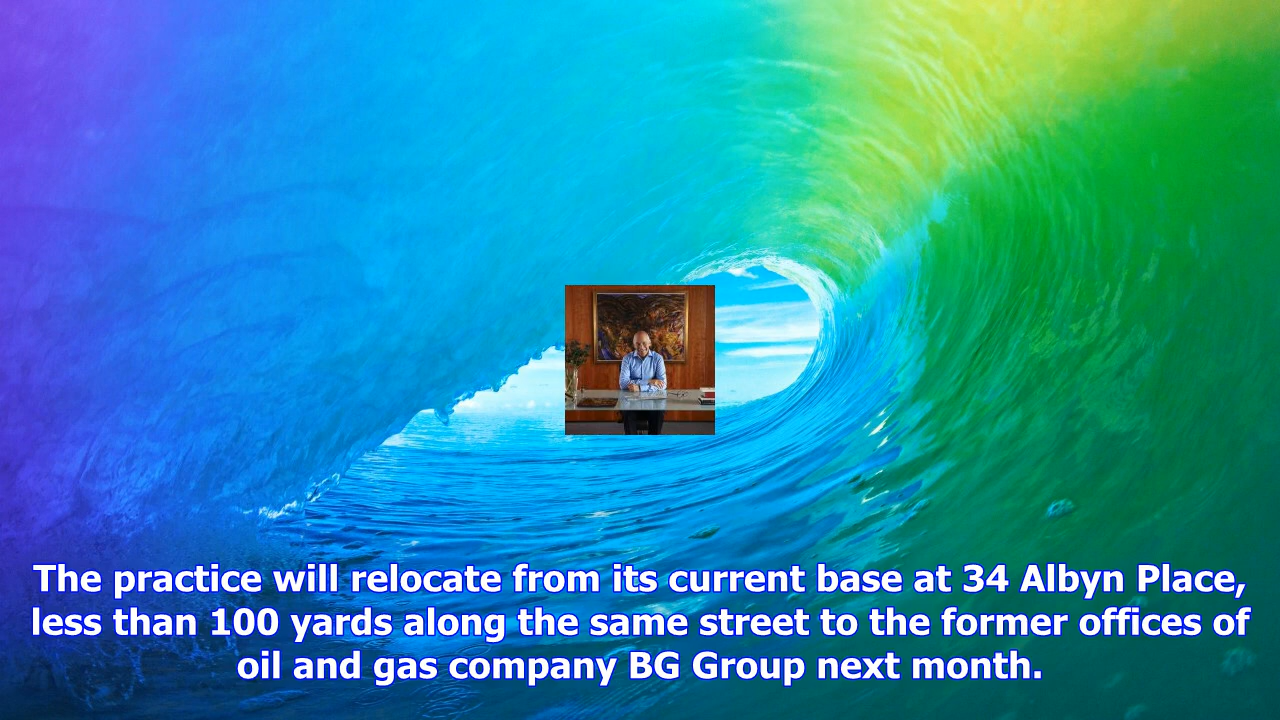 The practice will relocate from its current base at 34 Albyn Place,
less than 100 yards along the same street to the former offices of
oil and gas company BG Group next month.